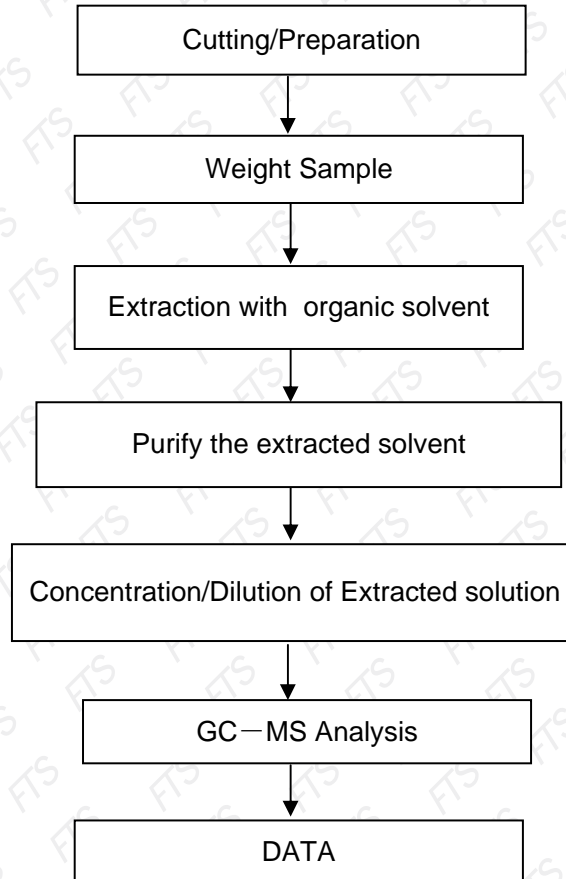 Cutting/Preparation
Weight Sample
Extraction with  organic solvent
Purify the extracted solvent
Concentration/Dilution of Extracted solution
GC－MS Analysis
DATA
FTS